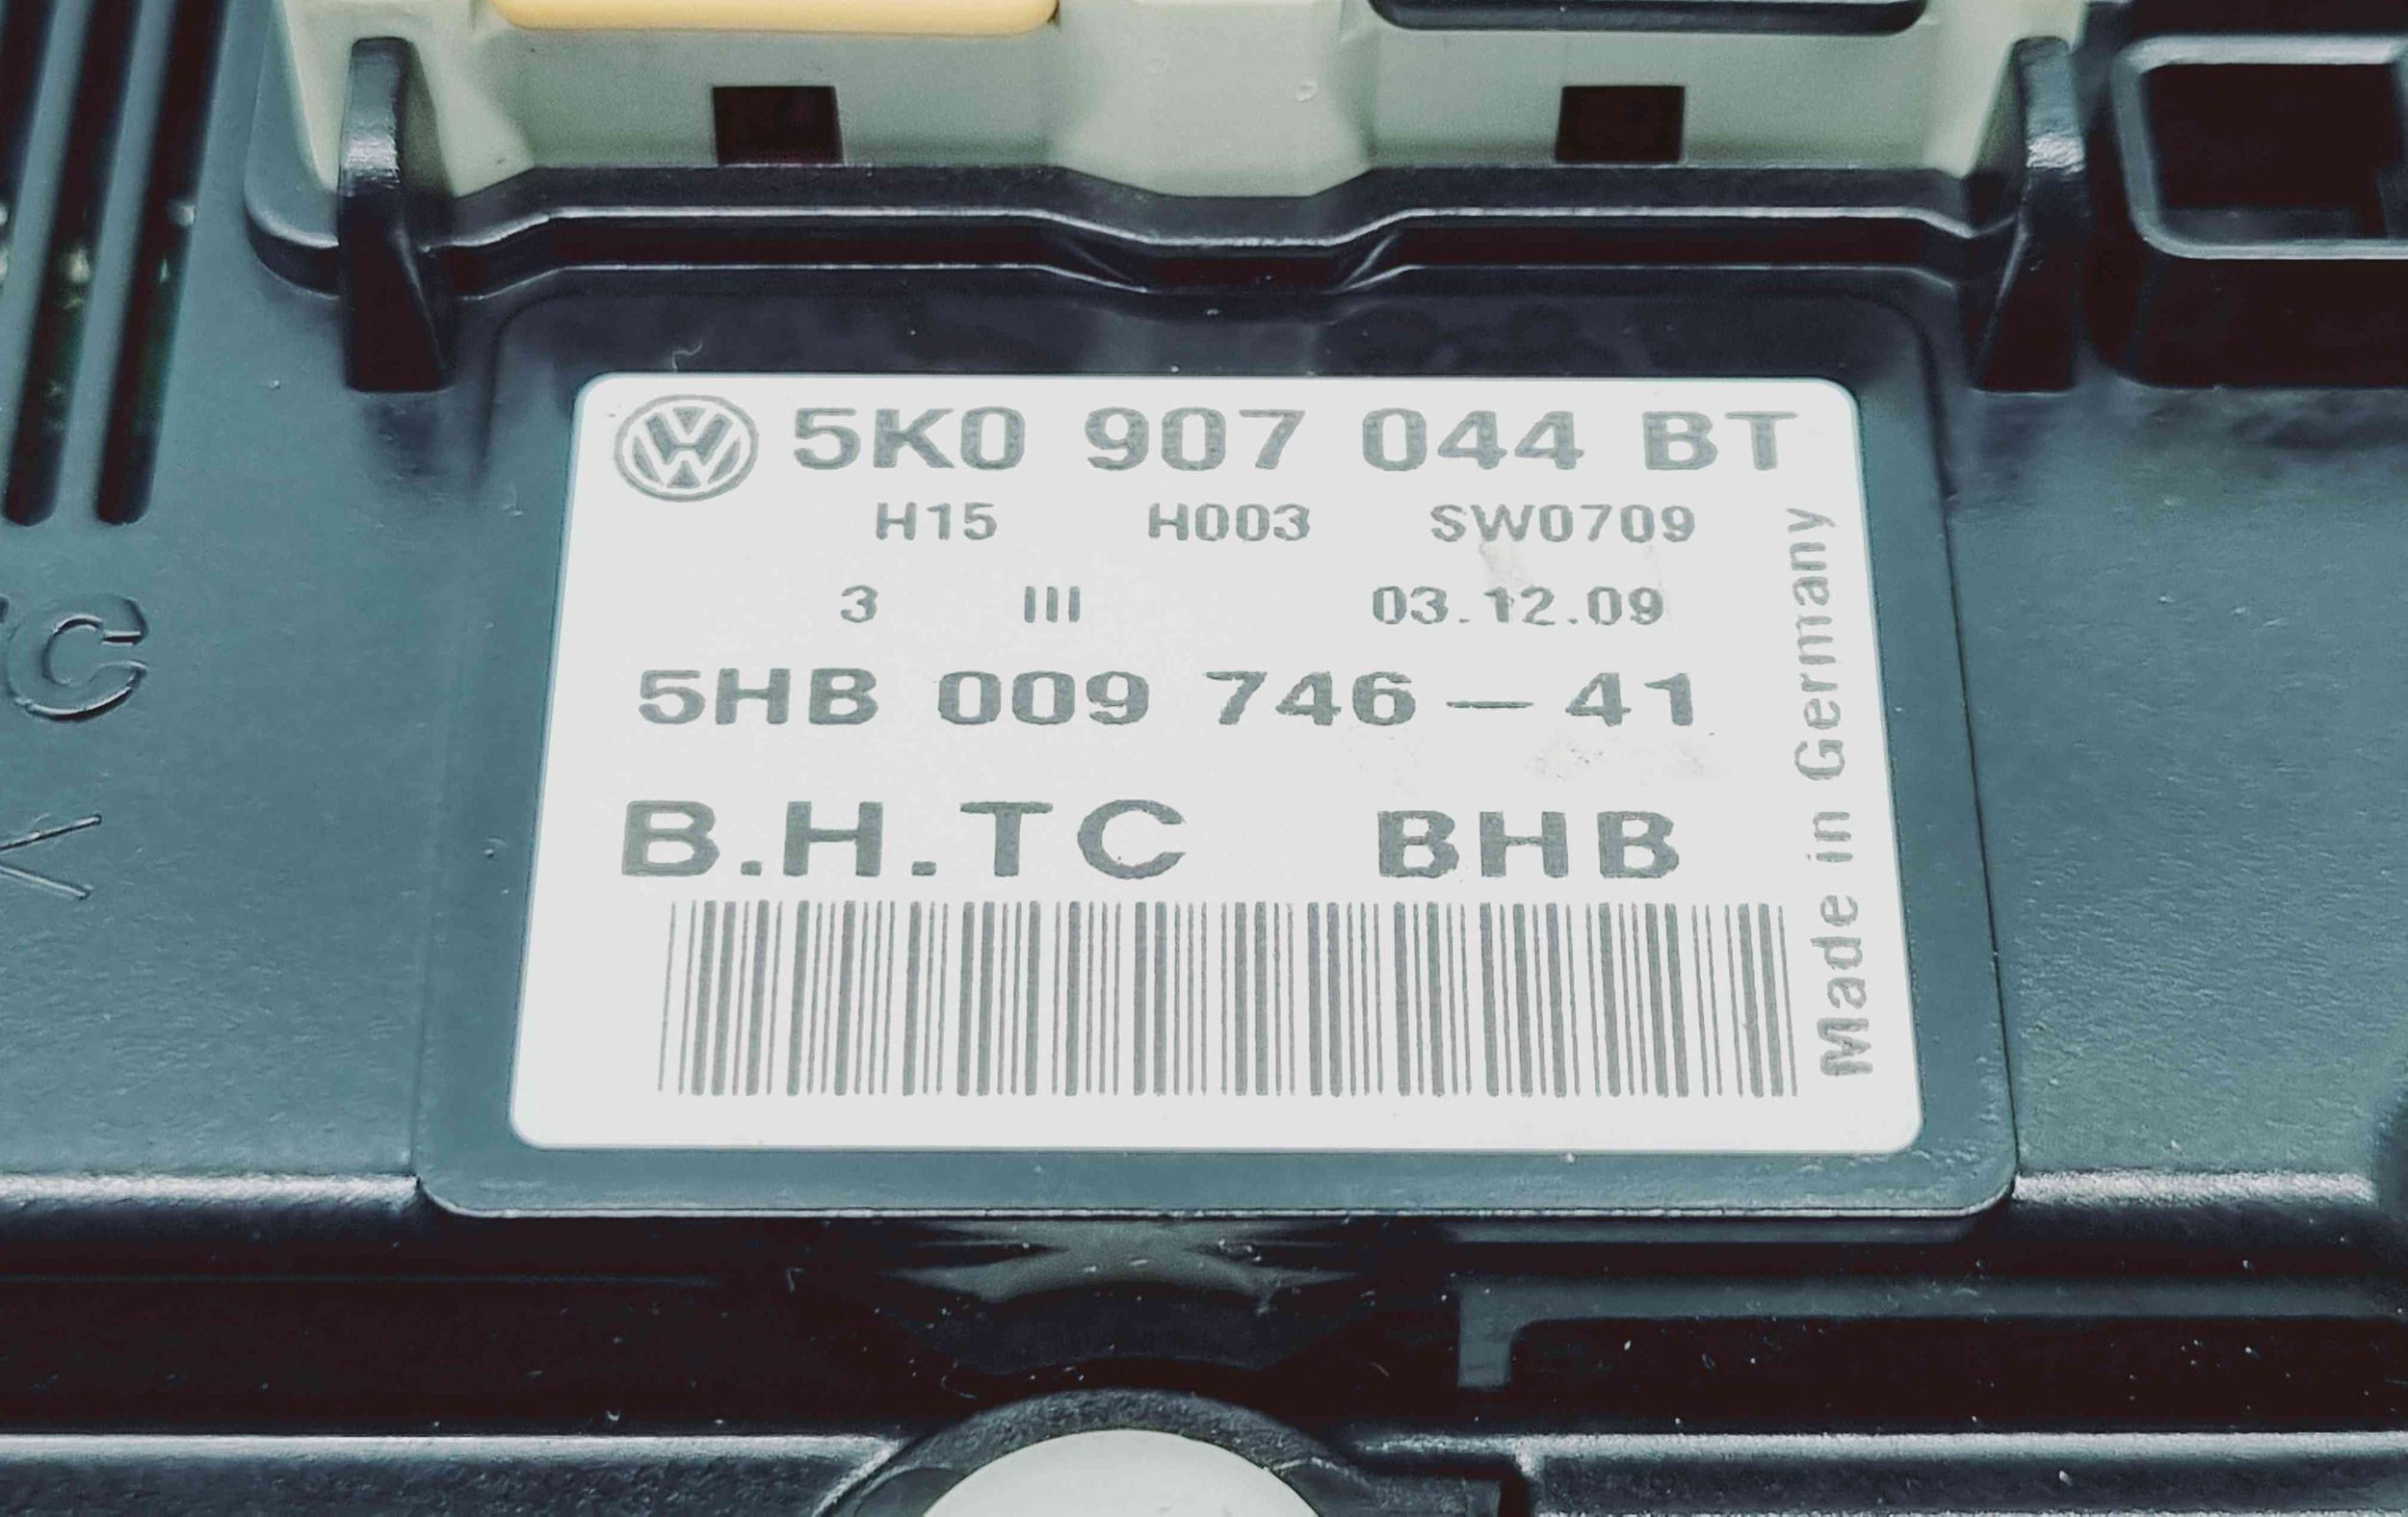 5K0 907 044 BT
H15 H003 SW0709
3 III 03.12.09
5HB 009 746-41
B.H.TC BHB
Made in Germany
C